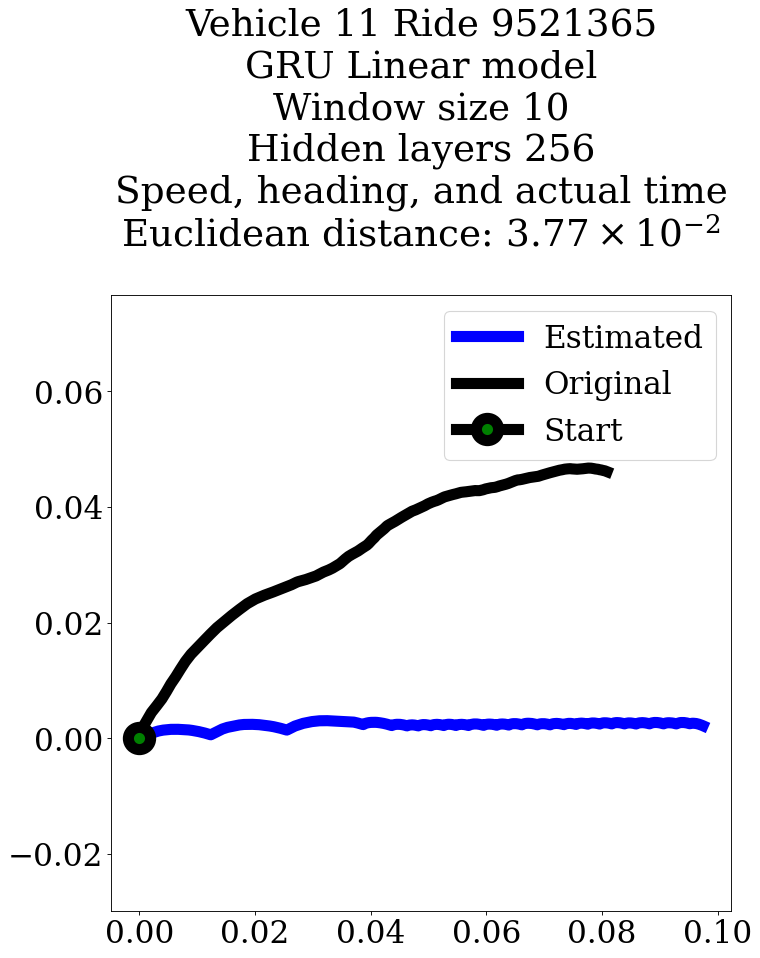 Vehicle 11 Ride 9521365
GRU Linear model
Window size 10
Hidden layers 256
Speed, heading, and actual time
Euclidean distance: 3.77 × 10⁻²
Estimated
Original
Start
0.06
0.04
0.02
0.00
−0.02
0.00 0.02 0.04 0.06 0.08 0.10